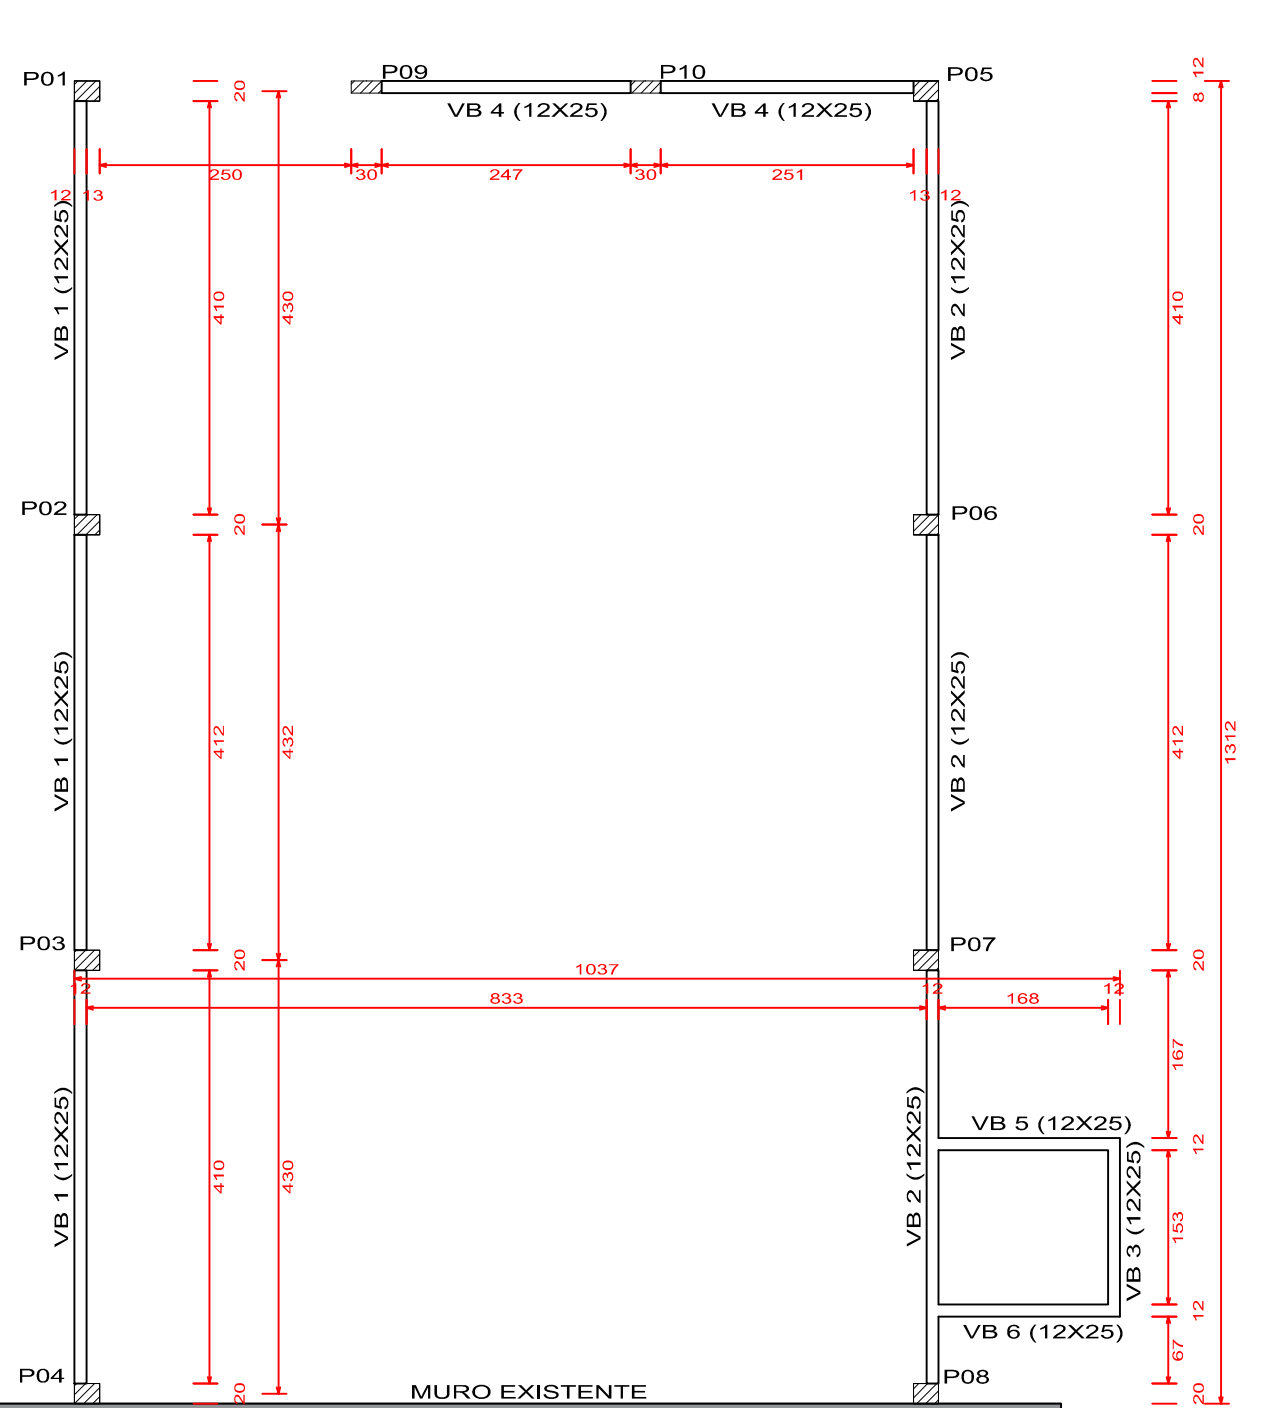 P01
P09
P10
P05
12
20
8
VB 4 (12X25)
VB 4 (12X25)
250
30
247
30
251
12
13
13
12
VB 1 (12X25)
410
430
VB 2 (12X25)
410
P02
20
P06
20
VB 1 (12X25)
412
432
VB 2 (12X25)
412
1312
P03
20
P07
20
1037
12
12
12
833
168
167
VB 1 (12X25)
410
430
VB 2 (12X25)
VB 5 (12X25)
12
VB 3 (12X25)
153
12
VB 6 (12X25)
67
P04
20
MURO EXISTENTE
P08
20